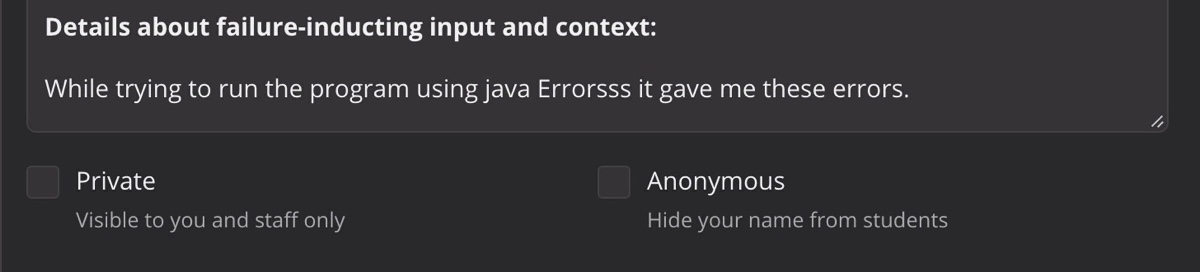 Details about failure-inducting input and context:
While trying to run the program using java Errorsss it gave me these errors.
Private
Anonymous
Visible to you and staff only
Hide your name from students